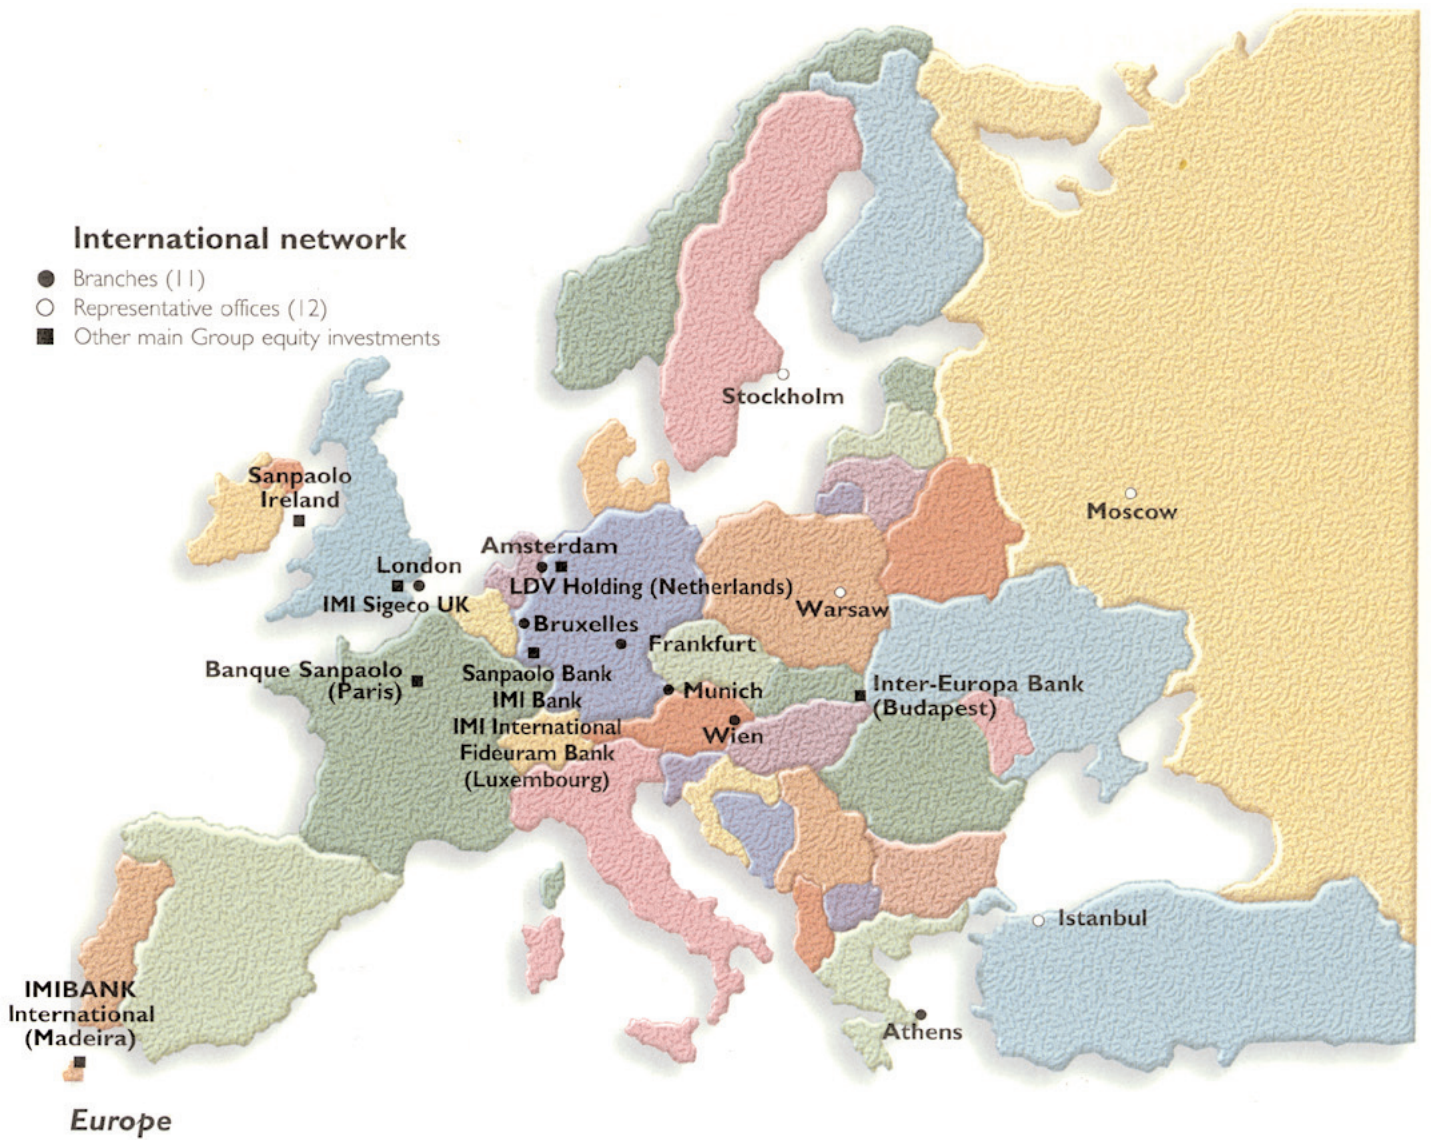 International network
Branches (11)
Representative offices (12)
Other main Group equity investments
Stockholm
Sanpaolo
Ireland
Moscow
Amsterdam
London
LDV Holding (Netherlands)
IMI Sigeco UK
Warsaw
Bruxelles
Frankfurt
Banque Sanpaolo
(Paris)
Sanpaolo Bank
IMI Bank
IMI International
Fideuram Bank
(Luxembourg)
Munich
Inter-Europa Bank
(Budapest)
Wien
Istanbul
IMIBANK
International
(Madeira)
Athens
Europe